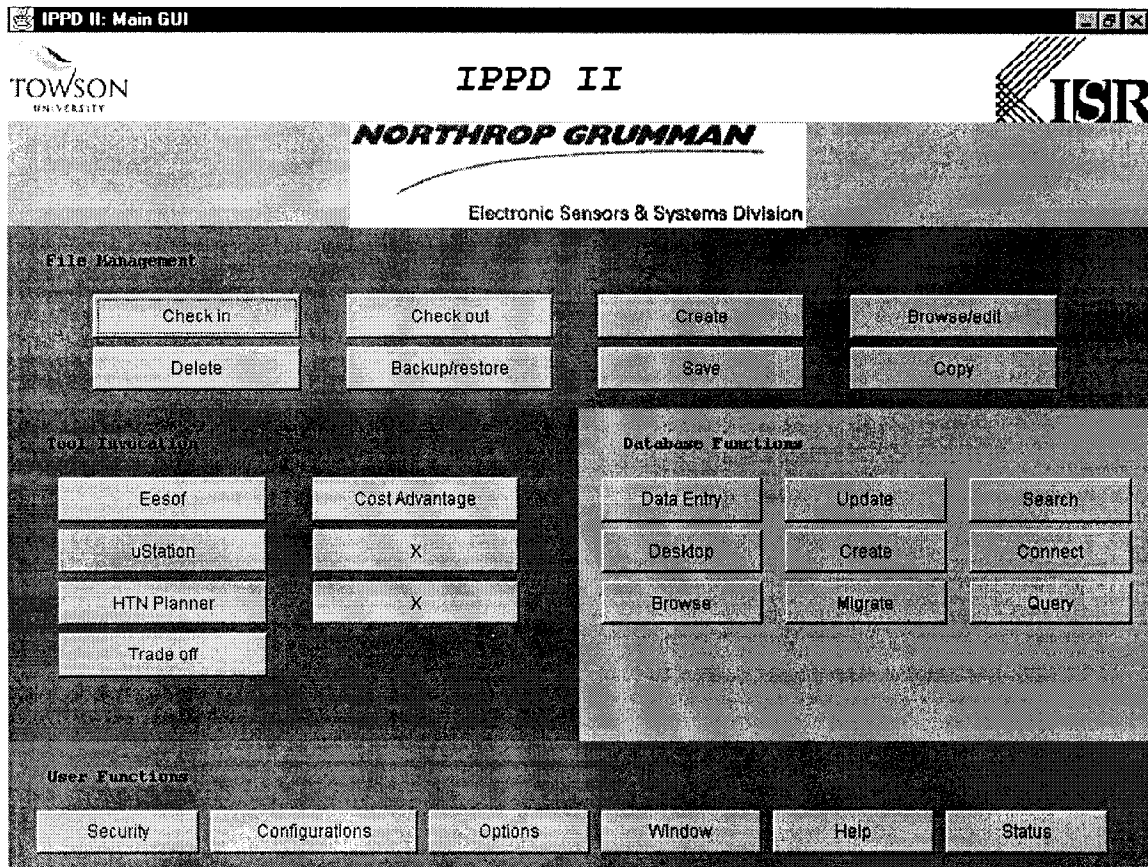 IPPD II: Main GUI
TOWSON
UNIVERSITY
IPPD II
ISR
NORTHROP GRUMMAN
Electronic Sensors & Systems Division
File Management
Check in
Check out
Create
Browse/edit
Delete
Backup/restore
Save
Copy
Tool Invocation
Eesof
Cost Advantage
uStation
X
HTN Planner
X
Trade off
Database Functions
Data Entry
Update
Search
Desktop
Create
Connect
Browse
Migrate
Query
User Functions
Security
Configurations
Options
Window
Help
Status